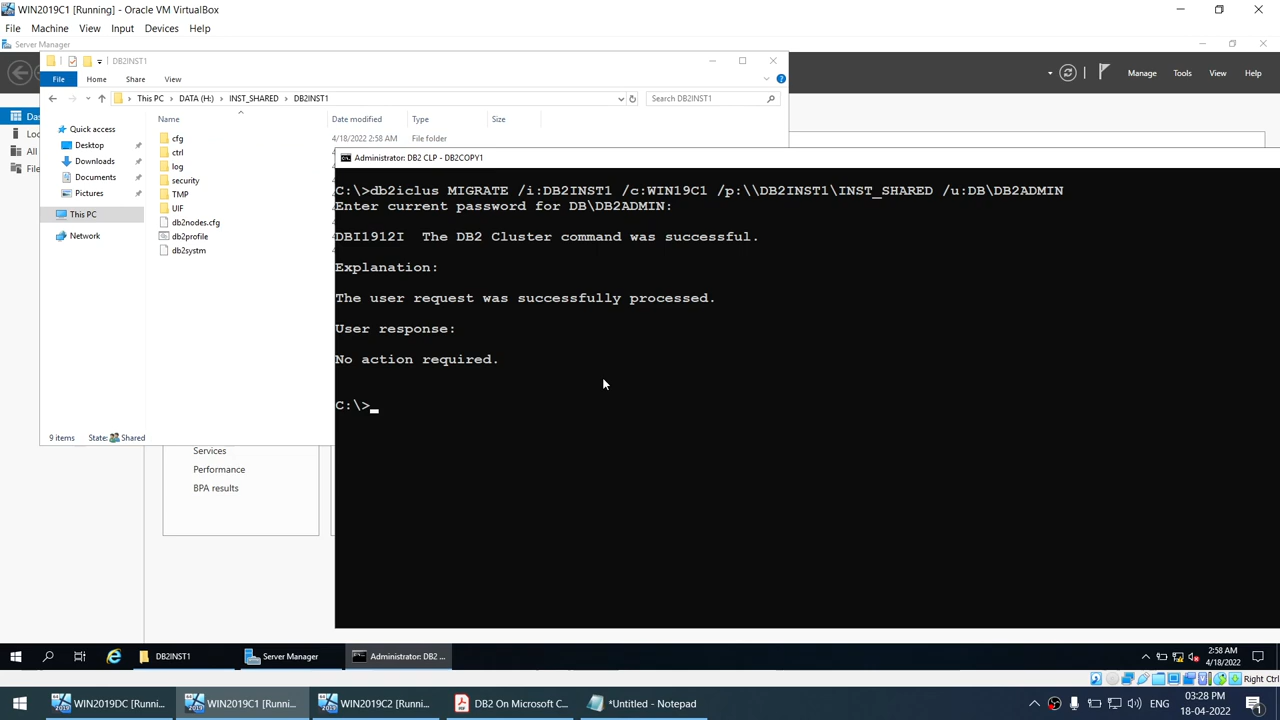 WIN2019C1 [Running] - Oracle VM VirtualBox
File Machine View Input Devices Help
Server Manager
DB2INST1
Manage Tools View Help
File Home Share View
This PC DATA (H:) INST_SHARED DB2INST1
Search DB2INST1
Name Date modified Type Size
Quick access
Desktop
Downloads
Documents
Pictures
This PC
Network
cfg 4/18/2022 2:58 AM File folder
ctrl
log
security
TMP
UIF
db2nodes.cfg
db2profile
db2systm
9 items State: Shared
Das
Loc
All
File
Services
Performance
BPA results
Administrator: DB2 CLP - DB2COPY1
C:\>db2iclus MIGRATE /i:DB2INST1 /c:WIN19C1 /p:\\DB2INST1\INST_SHARED /u:DB\DB2ADMIN
Enter current password for DB\DB2ADMIN:
DBI1912I The DB2 Cluster command was successful.
Explanation:
The user request was successfully processed.
User response:
No action required.
C:\>
DB2INST1 Server Manager Administrator: DB2 ...
2:58 AM
4/18/2022
Right Ctrl
WIN2019DC [Runni... WIN2019C1 [Runni... WIN2019C2 [Runni... DB2 On Microsoft C... *Untitled - Notepad
ENG
03:28 PM
18-04-2022
1